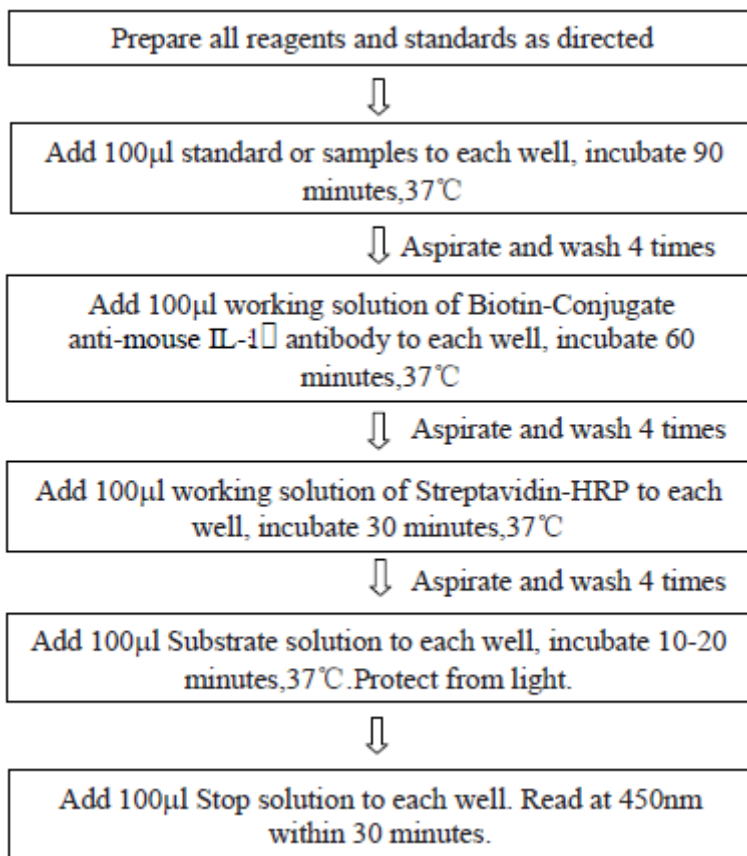 Prepare all reagents and standards as directed
Add 100μl standard or samples to each well, incubate 90
minutes,37℃
Aspirate and wash 4 times
Add 100μl working solution of Biotin-Conjugate
anti-mouse IL-1□ antibody to each well, incubate 60
minutes,37℃
Aspirate and wash 4 times
Add 100μl working solution of Streptavidin-HRP to each
well, incubate 30 minutes,37℃
Aspirate and wash 4 times
Add 100μl Substrate solution to each well, incubate 10-20
minutes,37℃.Protect from light.
Add 100μl Stop solution to each well. Read at 450nm
within 30 minutes.